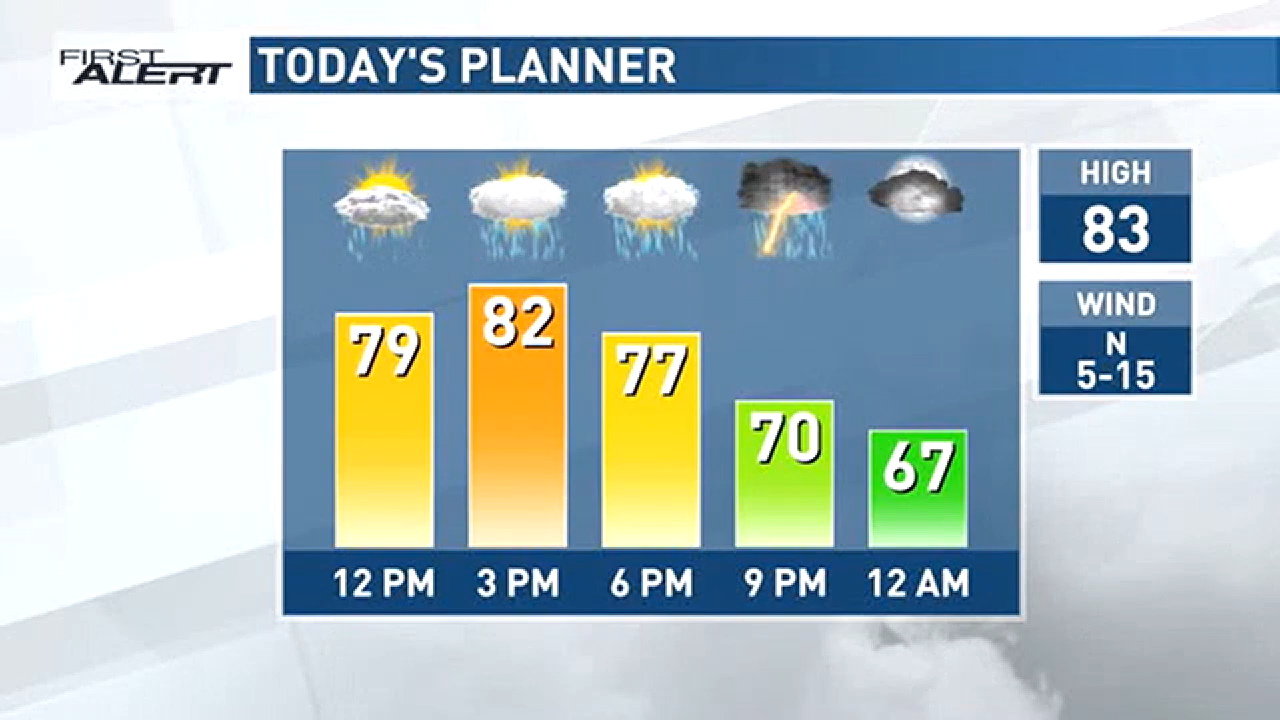 FIRST
ALERT
TODAY'S PLANNER
79
82
77
70
67
12 PM
3 PM
6 PM
9 PM
12 AM
HIGH
83
WIND
N
5-15